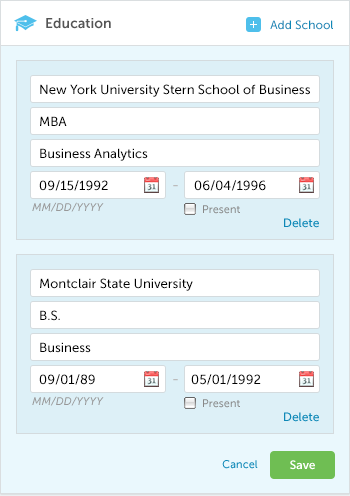 Education
Add School
New York University Stern School of Business
MBA
Business Analytics
09/15/1992 31 - 06/04/1996 31
MM/DD/YYYY Present
Delete
Montclair State University
B.S.
Business
09/01/89 31 - 05/01/1992 31
MM/DD/YYYY Present
Delete
Cancel Save